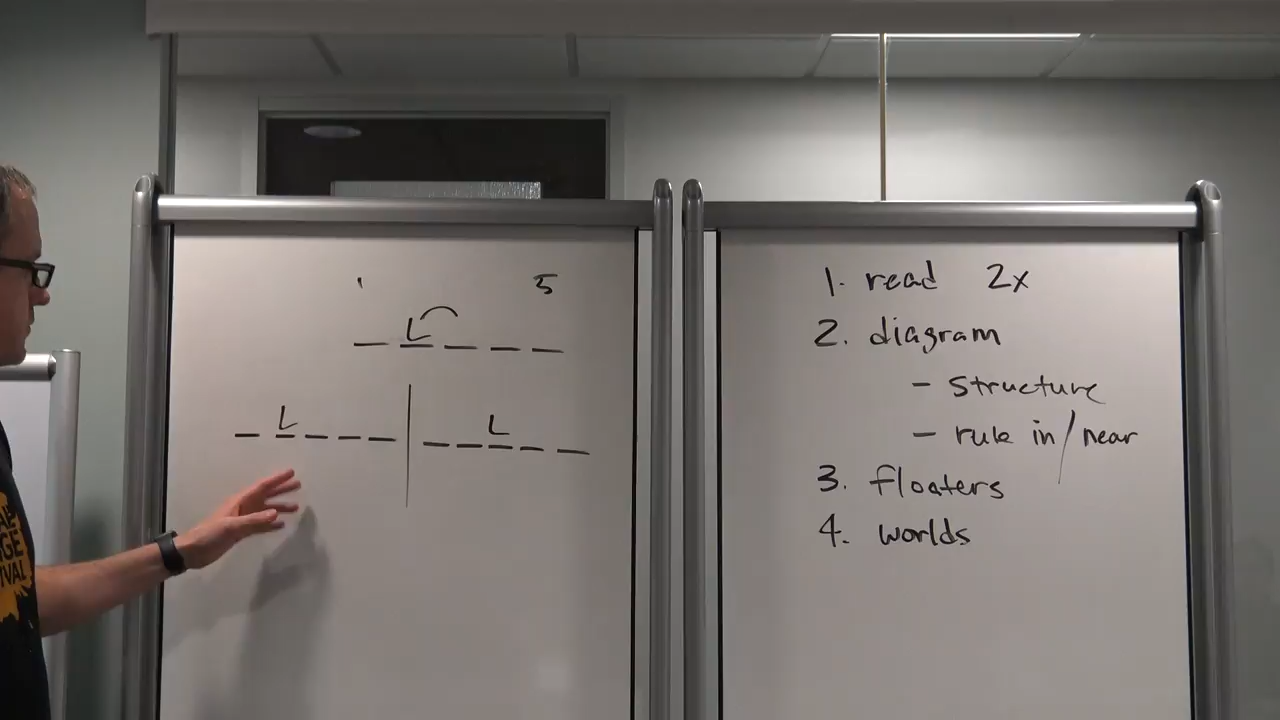 1 5
L
L L
1. read 2x
2. diagram
- structure
- rule in/near
3. floaters
4. worlds